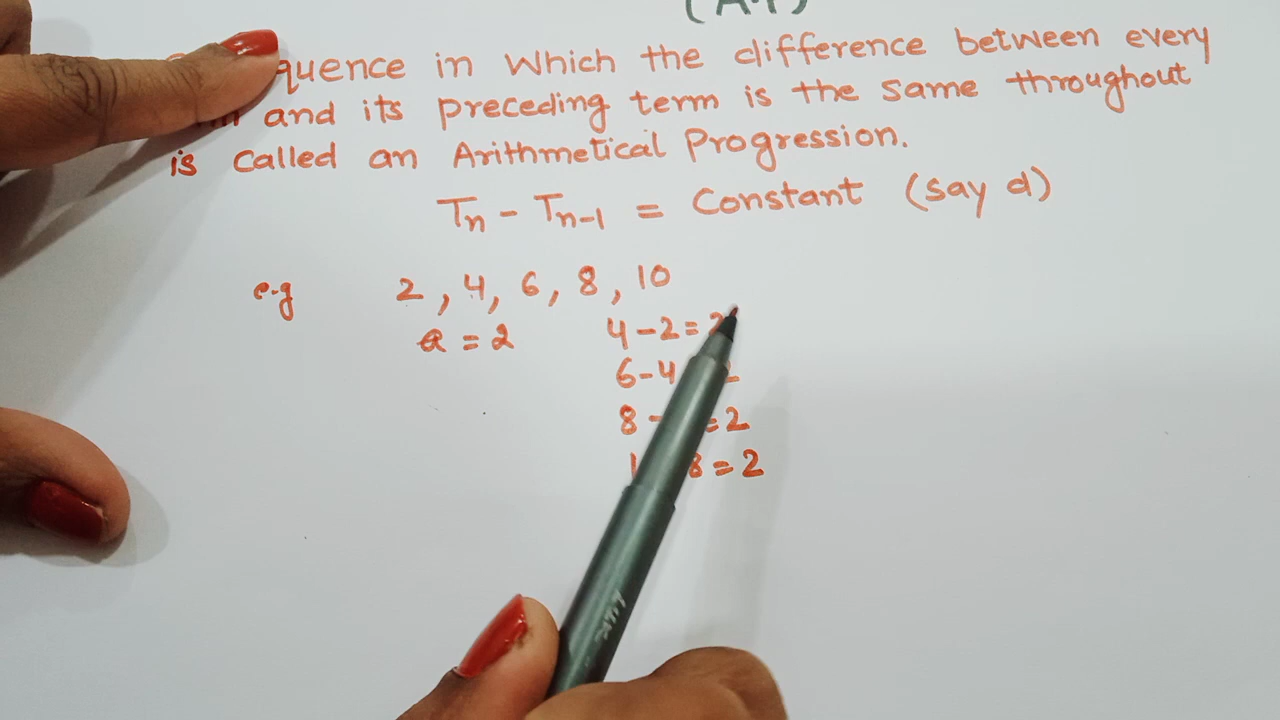 (A.P)
quence in which the difference between every
and its preceding term is the same throughout
is called an Arithmetical Progression.
Tn - Tn-1 = Constant (say d)
e.g 2, 4, 6, 8, 10
a = 2 4-2=2
6-4 2
8- =2
8=2